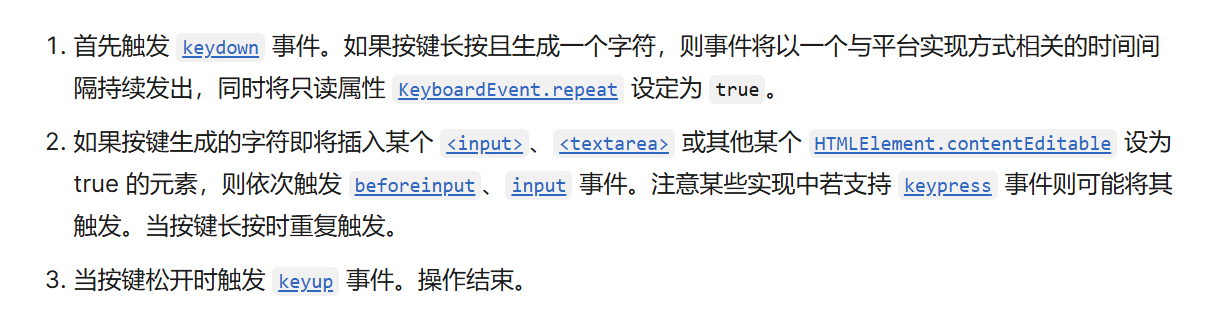 1. 首先触发 keydown 事件。如果按键长按且生成一个字符，则事件将以一个与平台实现方式相关的时间间
隔持续发出，同时将只读属性 KeyboardEvent.repeat 设定为 true。
2. 如果按键生成的字符即将插入某个 <input>、<textarea> 或其他某个 HTMLElement.contentEditable 设为
true 的元素，则依次触发 beforeinput、input 事件。注意某些实现中若支持 keypress 事件则可能将其
触发。当按键长按时重复触发。
3. 当按键松开时触发 keyup 事件。操作结束。